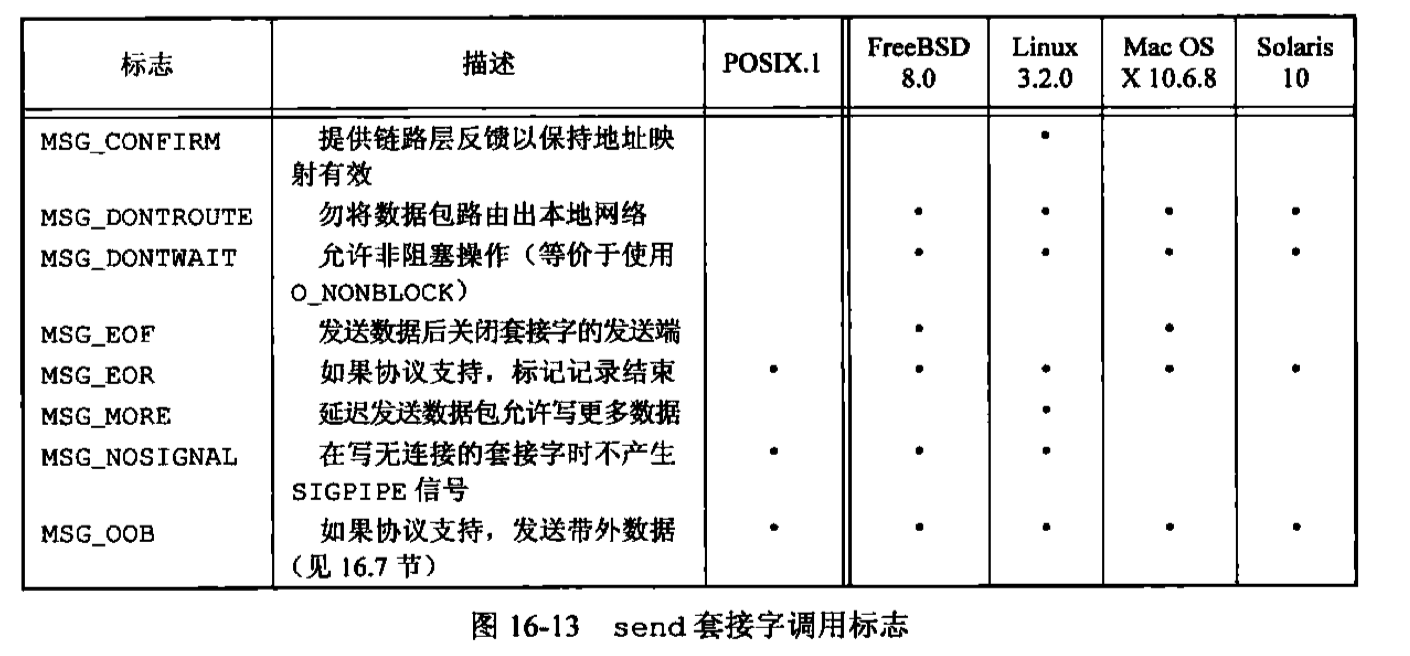 标志 描述 POSIX.1 FreeBSD 8.0 Linux 3.2.0 Mac OS X 10.6.8 Solaris 10
MSG_CONFIRM 提供链路层反馈以保持地址映 •
射有效
MSG_DONTROUTE 勿将数据包路由出本地网络 • • • •
MSG_DONTWAIT 允许非阻塞操作（等价于使用 • • • •
O_NONBLOCK）
MSG_EOF 发送数据后关闭套接字的发送端 • •
MSG_EOR 如果协议支持，标记记录结束 • • • • •
MSG_MORE 延迟发送数据包允许写更多数据 •
MSG_NOSIGNAL 在写无连接的套接字时不产生 • • •
SIGPIPE 信号
MSG_OOB 如果协议支持，发送带外数据 • • • • •
（见 16.7 节）
图 16-13 send 套接字调用标志